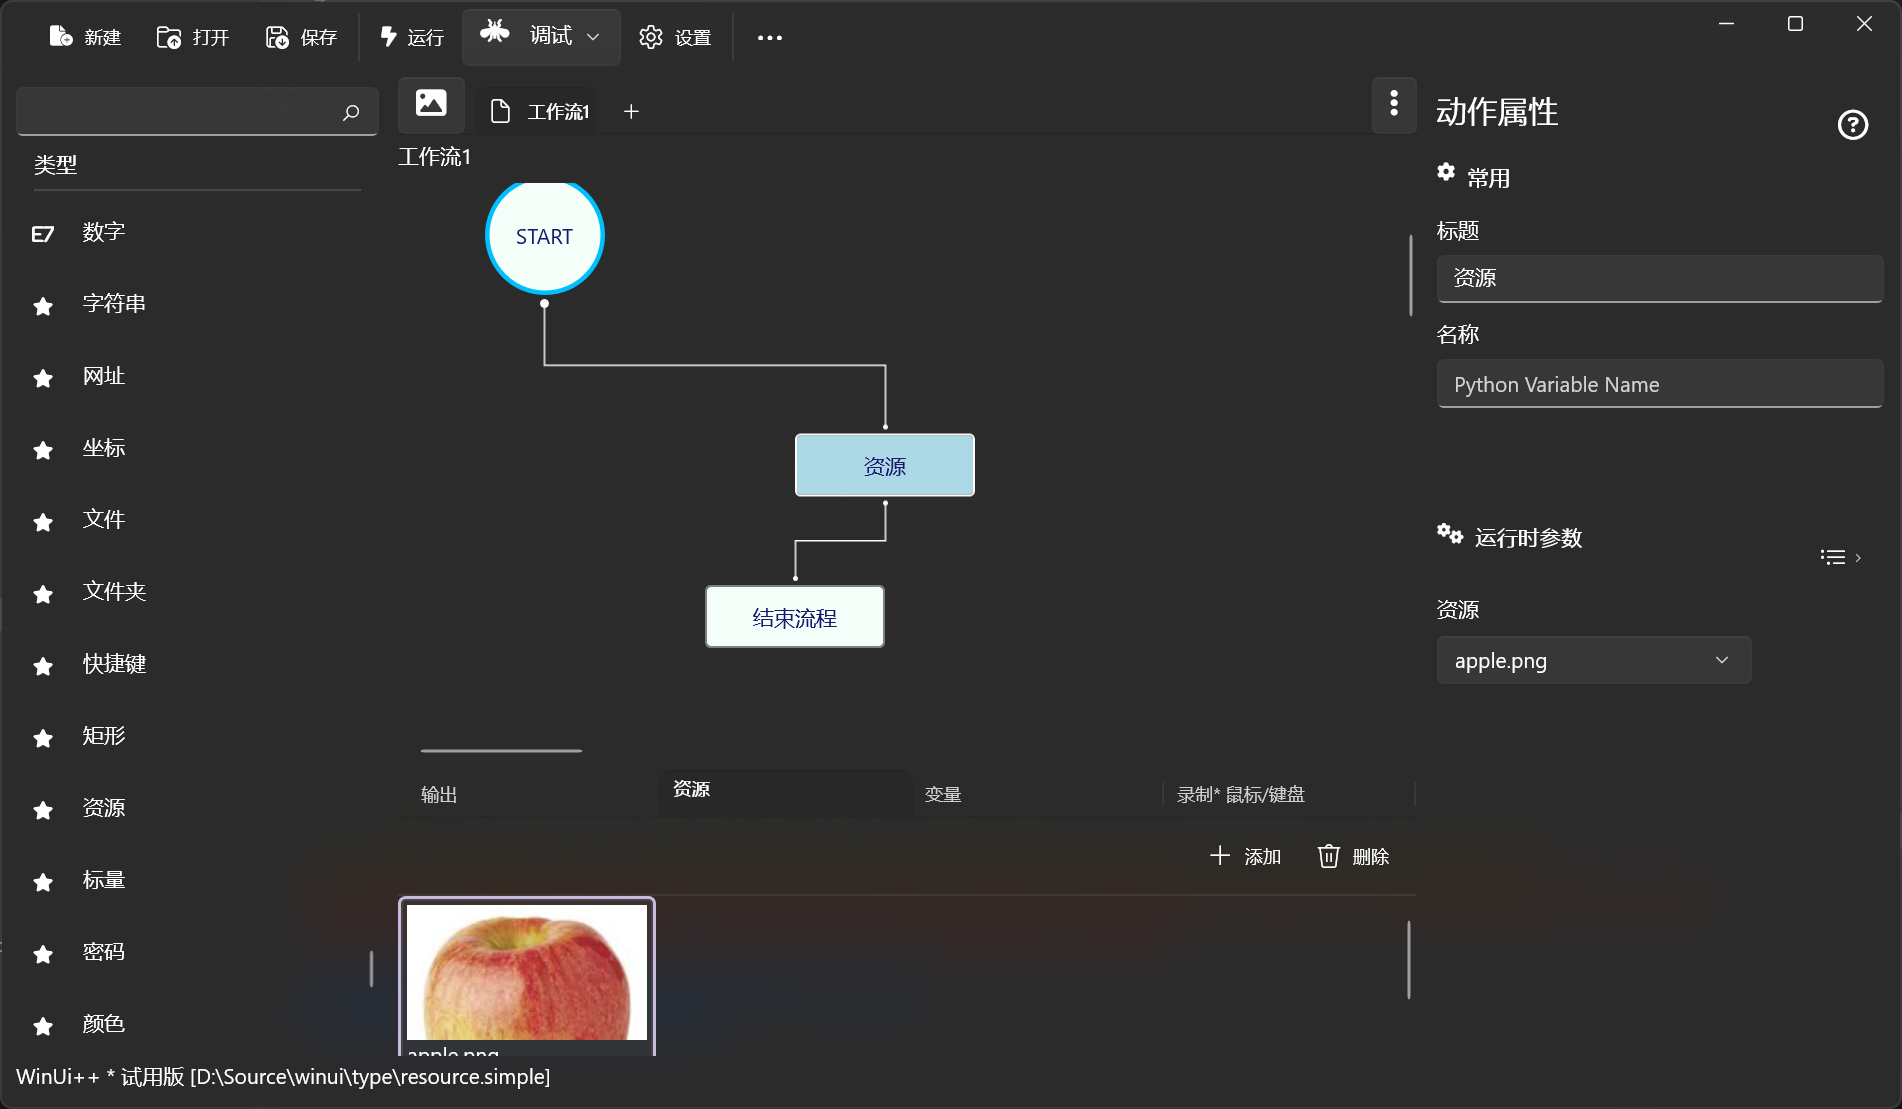 新建
打开
保存
运行
调试
设置
类型
数字
字符串
网址
坐标
文件
文件夹
快捷键
矩形
资源
标量
密码
颜色
工作流1
工作流1
START
资源
结束流程
输出
资源
变量
录制* 鼠标/键盘
添加
删除
apple.png
动作属性
常用
标题
资源
名称
Python Variable Name
运行时参数
资源
apple.png
WinUi++ * 试用版 [D:\Source\winui\type\resource.simple]